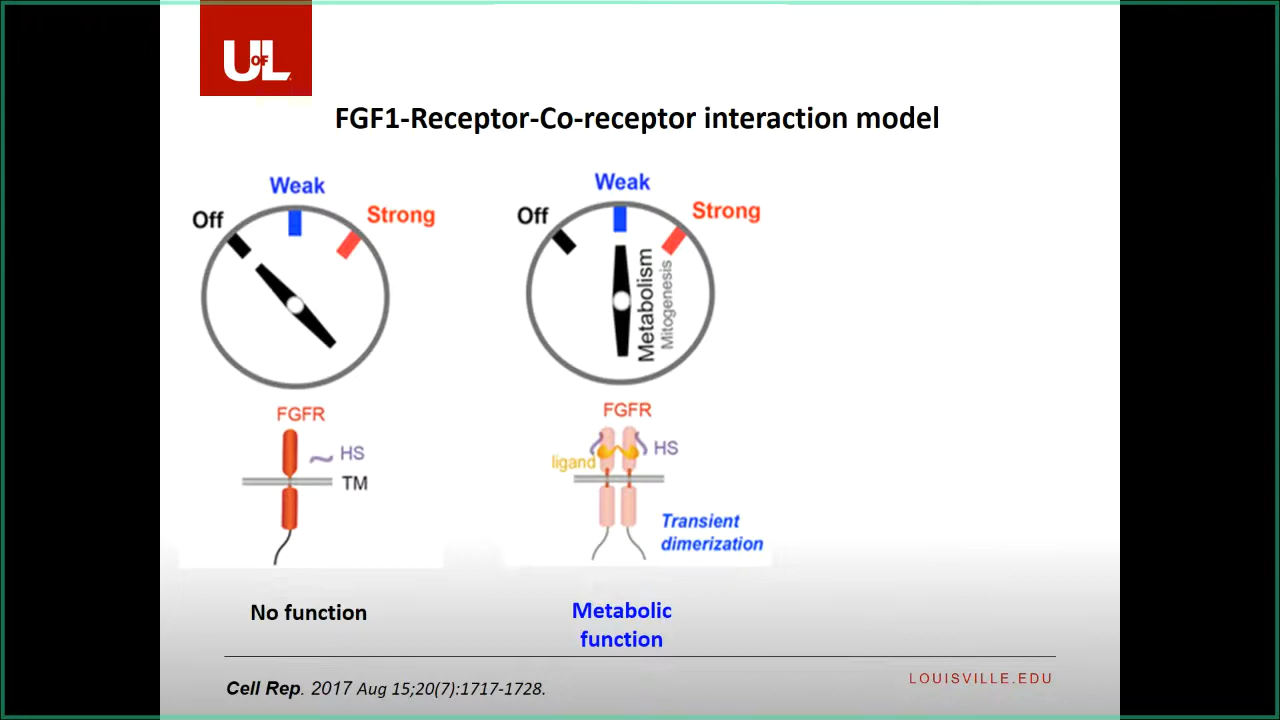 UofL
FGF1-Receptor-Co-receptor interaction model
Weak
Off
Strong
FGFR
HS
TM
No function
Weak
Off
Strong
Metabolism
Mitogenesis
FGFR
HS
ligand
Transient
dimerization
Metabolic
function
Cell Rep. 2017 Aug 15;20(7):1717-1728.
LOUISVILLE.EDU